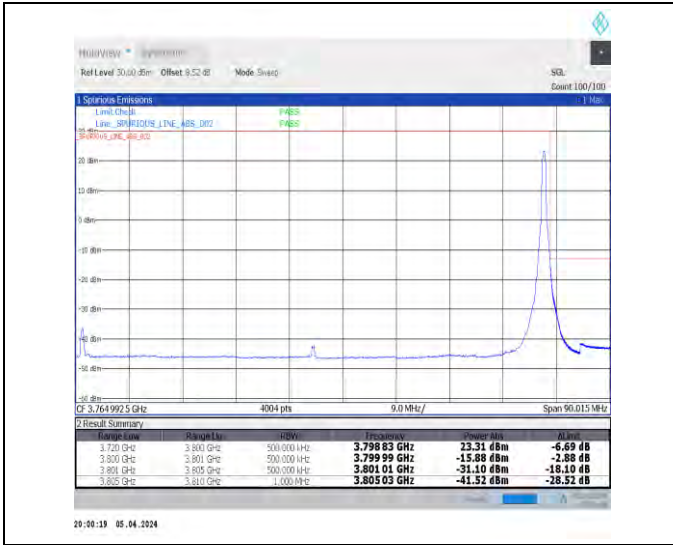 MultiView
Ref Level 30.00 dBm Offset 9.52 dB Mode Sweep SGL
Count 100/100
1 Spurious Emissions
Limit Check PASS
Line _SPURIOUS_LINE_ABS_D02 PASS
_SPURIOUS_LINE_ABS_D02
20 dBm
10 dBm
0 dBm
-10 dBm
-20 dBm
-30 dBm
-40 dBm
-50 dBm
CF 3.7649925 GHz 4004 pts 9.0 MHz/ Span 90.015 MHz
2 Result Summary
Range Low Range Up RBW Frequency Power Abs ΔLimit
3.720 GHz 3.800 GHz 500.000 kHz 3.798 83 GHz 23.31 dBm -6.69 dB
3.800 GHz 3.801 GHz 500.000 kHz 3.799 99 GHz -15.88 dBm -2.88 dB
3.801 GHz 3.805 GHz 500.000 kHz 3.801 01 GHz -31.10 dBm -18.10 dB
3.805 GHz 3.810 GHz 1.000 MHz 3.805 03 GHz -41.52 dBm -28.52 dB
20:00:19 05.04.2024